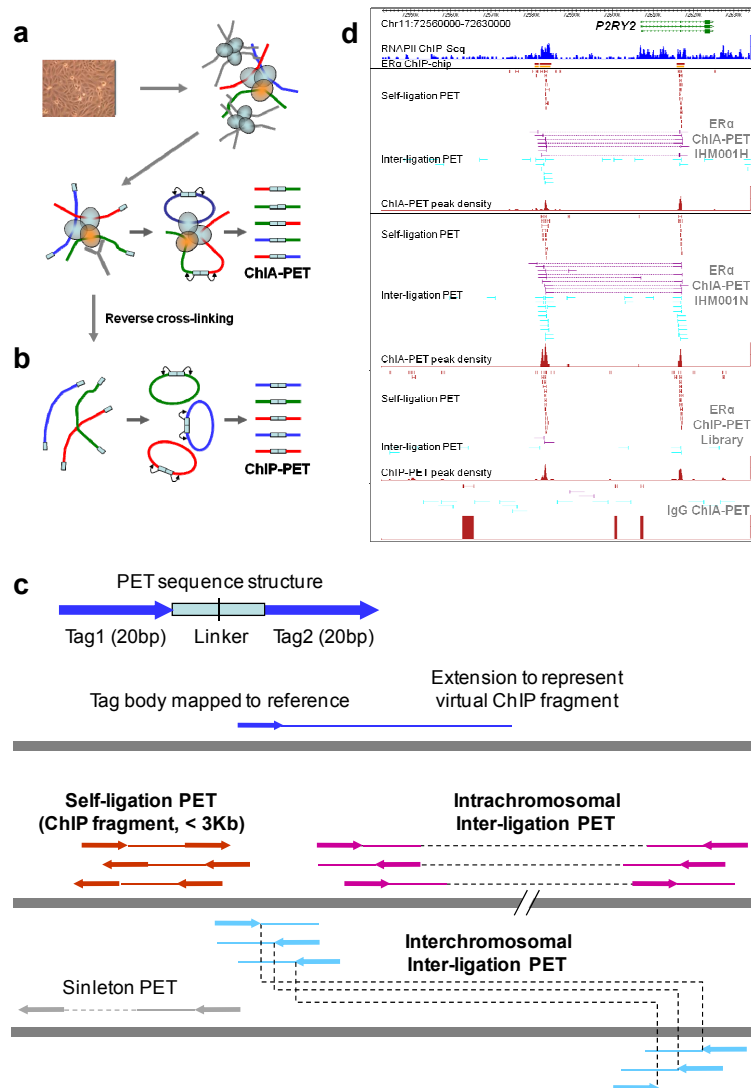 a
ChIA-PET
Reverse cross-linking
b
ChIP-PET
c
PET sequence structure
Tag1 (20bp)
Linker
Tag2 (20bp)
Tag body mapped to reference
Extension to represent
virtual ChIP fragment
Self-ligation PET
(ChIP fragment, < 3Kb)
Intrachromosomal
Inter-ligation PET
Interchromosomal
Inter-ligation PET
Sinleton PET
d
Chr11:72560000-72630000
P2RY2
RNAPII ChIP Seq
ERα ChIP-chip
Self-ligation PET
ERα
ChIA-PET
IHM001H
Inter-ligation PET
ChIA-PET peak density
Self-ligation PET
ERα
ChIA-PET
IHM001N
Inter-ligation PET
ChIA-PET peak density
Self-ligation PET
ERα
ChIP-PET
Library
Inter-ligation PET
ChIP-PET peak density
IgG ChIA-PET